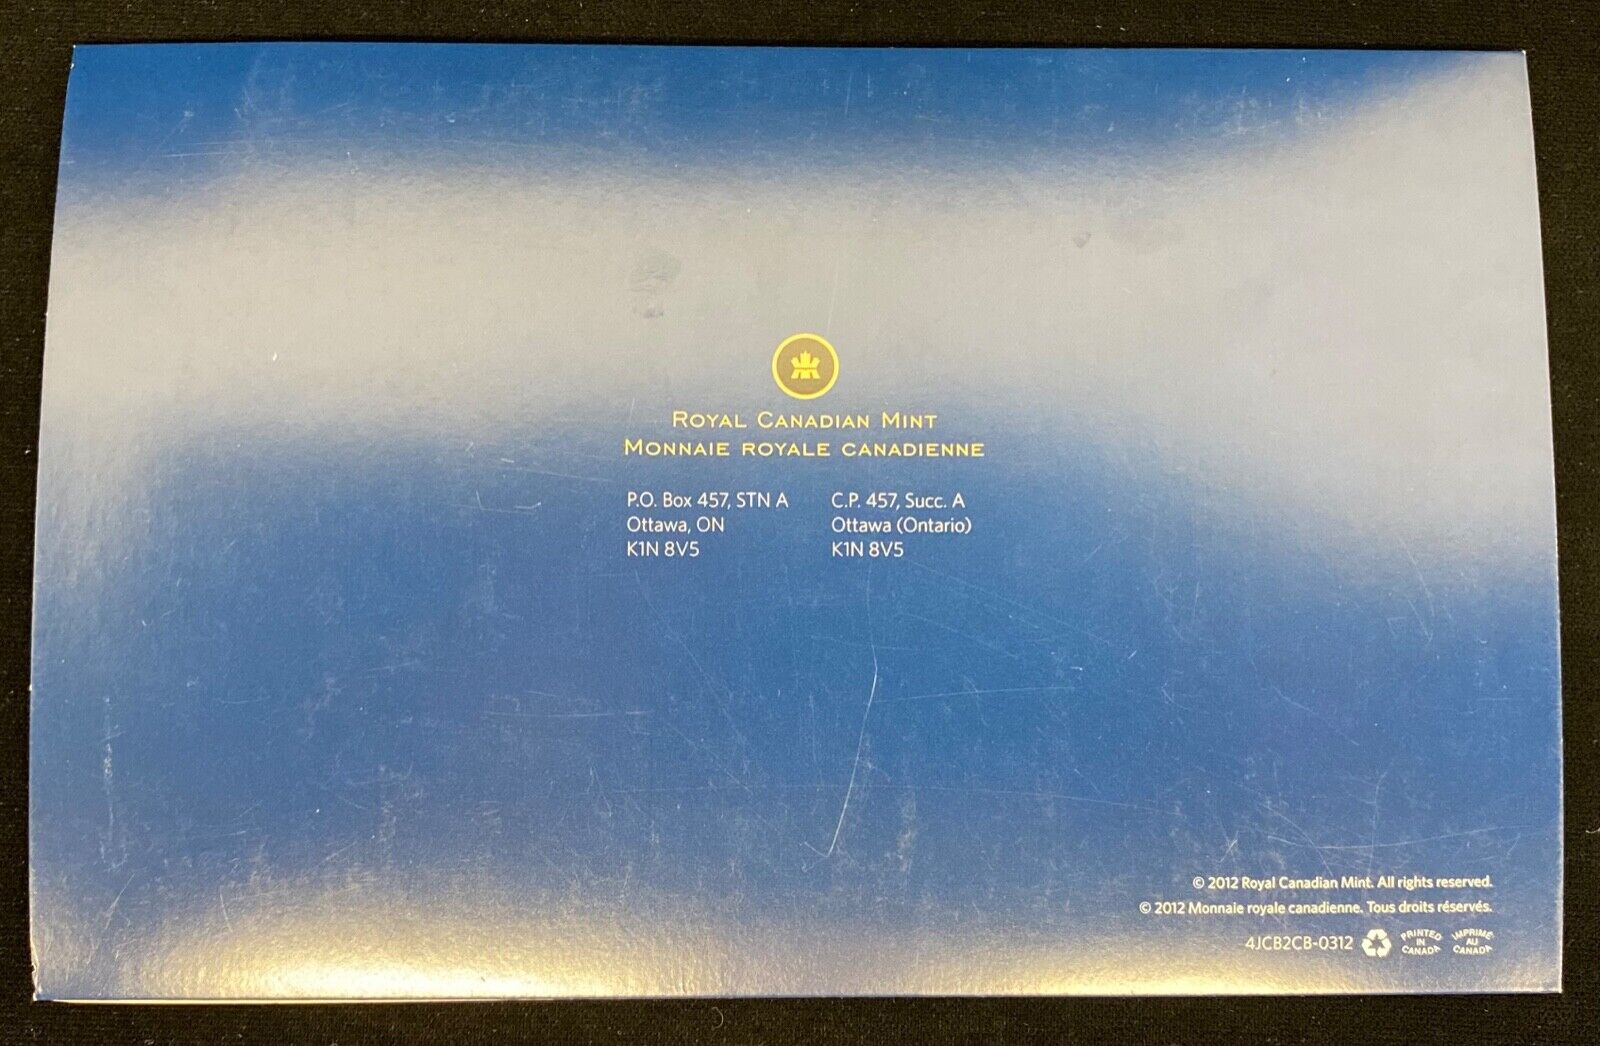 ROYAL CANADIAN MINT
MONNAIE ROYALE CANADIENNE
P.O. Box 457, STN A
Ottawa, ON
K1N 8V5
C.P. 457, Succ. A
Ottawa (Ontario)
K1N 8V5
© 2012 Royal Canadian Mint. All rights reserved.
© 2012 Monnaie royale canadienne. Tous droits réservés.
4JCB2CB-0312
PRINTED
IN
CANADA
IMPRIMÉ
AU
CANADA